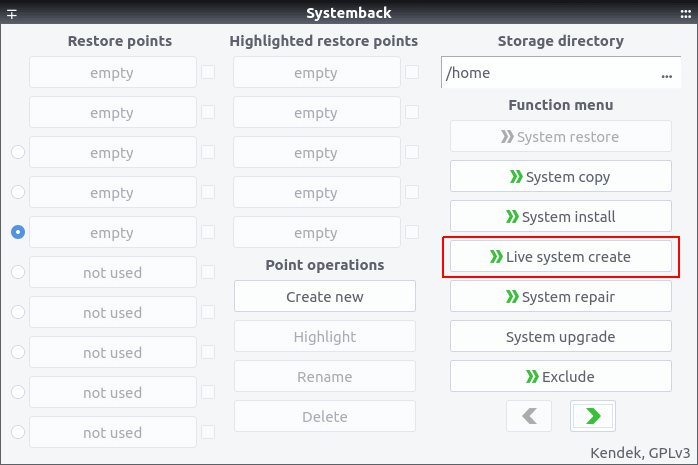 Systemback
Restore points
empty
empty
empty
empty
empty
not used
not used
not used
not used
not used
Highlighted restore points
empty
empty
empty
empty
empty
Point operations
Create new
Highlight
Rename
Delete
Storage directory
/home
...
Function menu
System restore
System copy
System install
Live system create
System repair
System upgrade
Exclude
Kendek, GPLv3